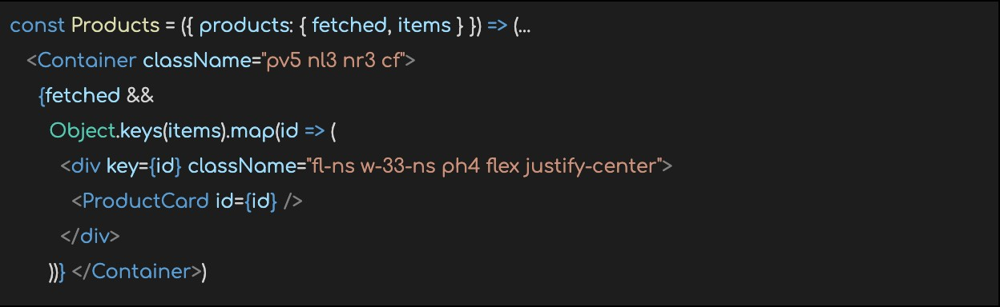 const Products = ({ products: { fetched, items } }) => (...
<Container className="pv5 nl3 nr3 cf">
{fetched &&
Object.keys(items).map(id => (
<div key={id} className="fl-ns w-33-ns ph4 flex justify-center">
<ProductCard id={id} />
</div>
))} </Container>)